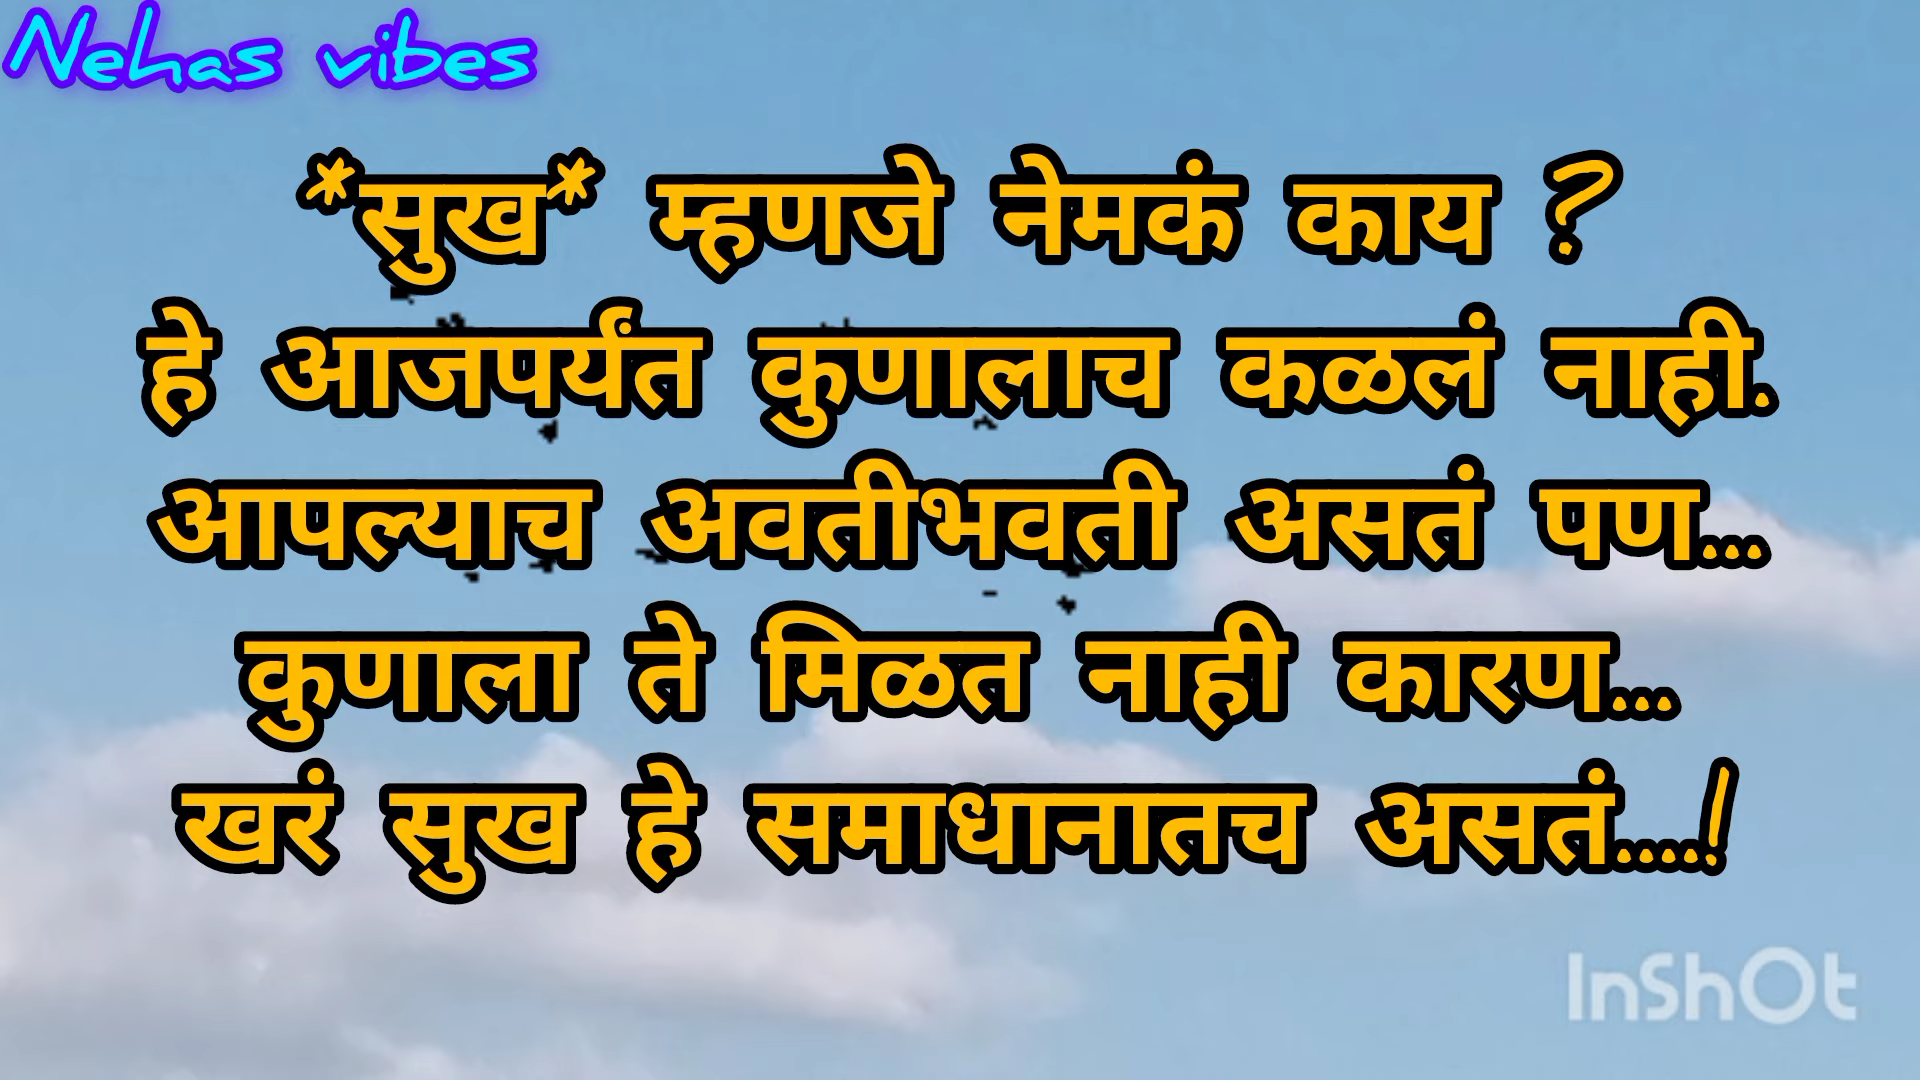 Nehas vibes
*सुख* म्हणजे नेमकं काय ?
हे आजपर्यंत कुणालाच कळलं नाही.
आपल्याच अवतीभवती असतं पण...
कुणाला ते मिळत नाही कारण...
खरं सुख हे समाधानातच असतं....!
InShOt